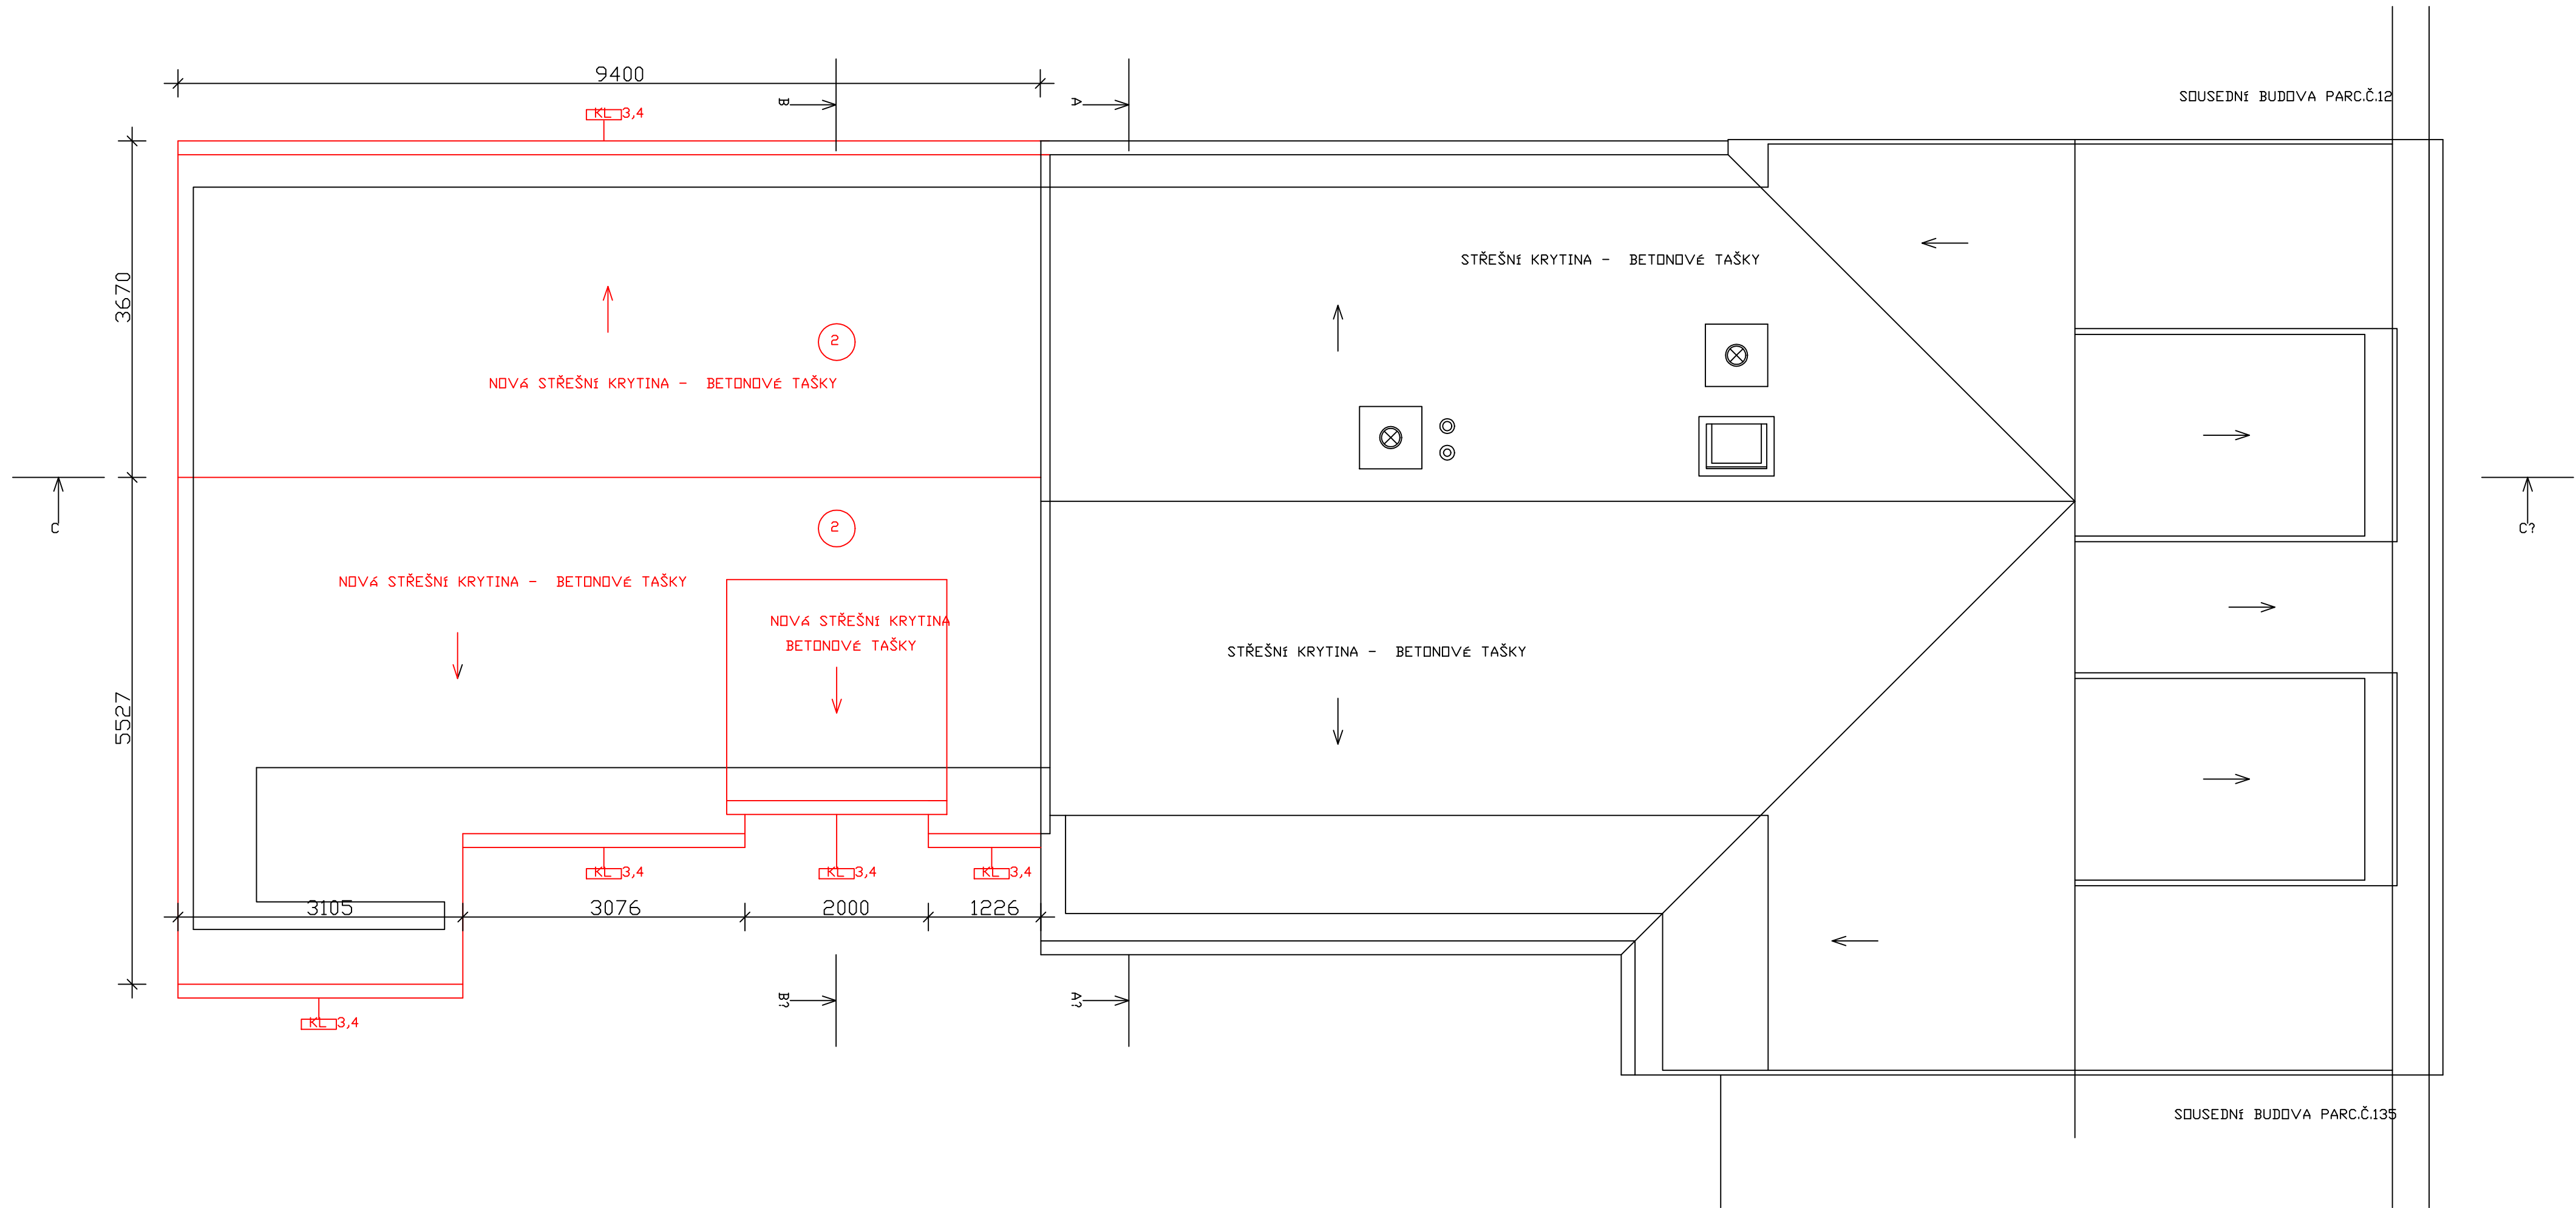 9400
B
A
SOUSEDNÍ BUDOVA PARC.Č.12
KL 3,4
STŘEŠNÍ KRYTINA - BETONOVÉ TAŠKY
3670
2
NOVÁ STŘEŠNÍ KRYTINA - BETONOVÉ TAŠKY
C
C?
2
NOVÁ STŘEŠNÍ KRYTINA - BETONOVÉ TAŠKY
NOVÁ STŘEŠNÍ KRYTINA
BETONOVÉ TAŠKY
STŘEŠNÍ KRYTINA - BETONOVÉ TAŠKY
5527
KL 3,4
KL 3,4
KL 3,4
3105
3076
2000
1226
B?
A?
KL 3,4
SOUSEDNÍ BUDOVA PARC.Č.135